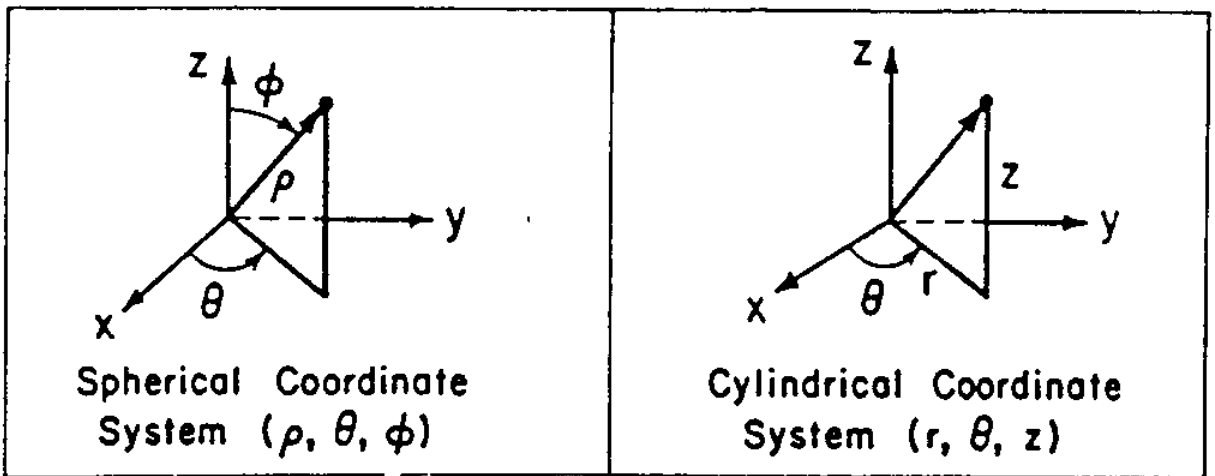 z
φ
ρ
y
θ
x
Spherical Coordinate
System (ρ, θ, φ)
z
z
y
r
θ
x
Cylindrical Coordinate
System (r, θ, z)